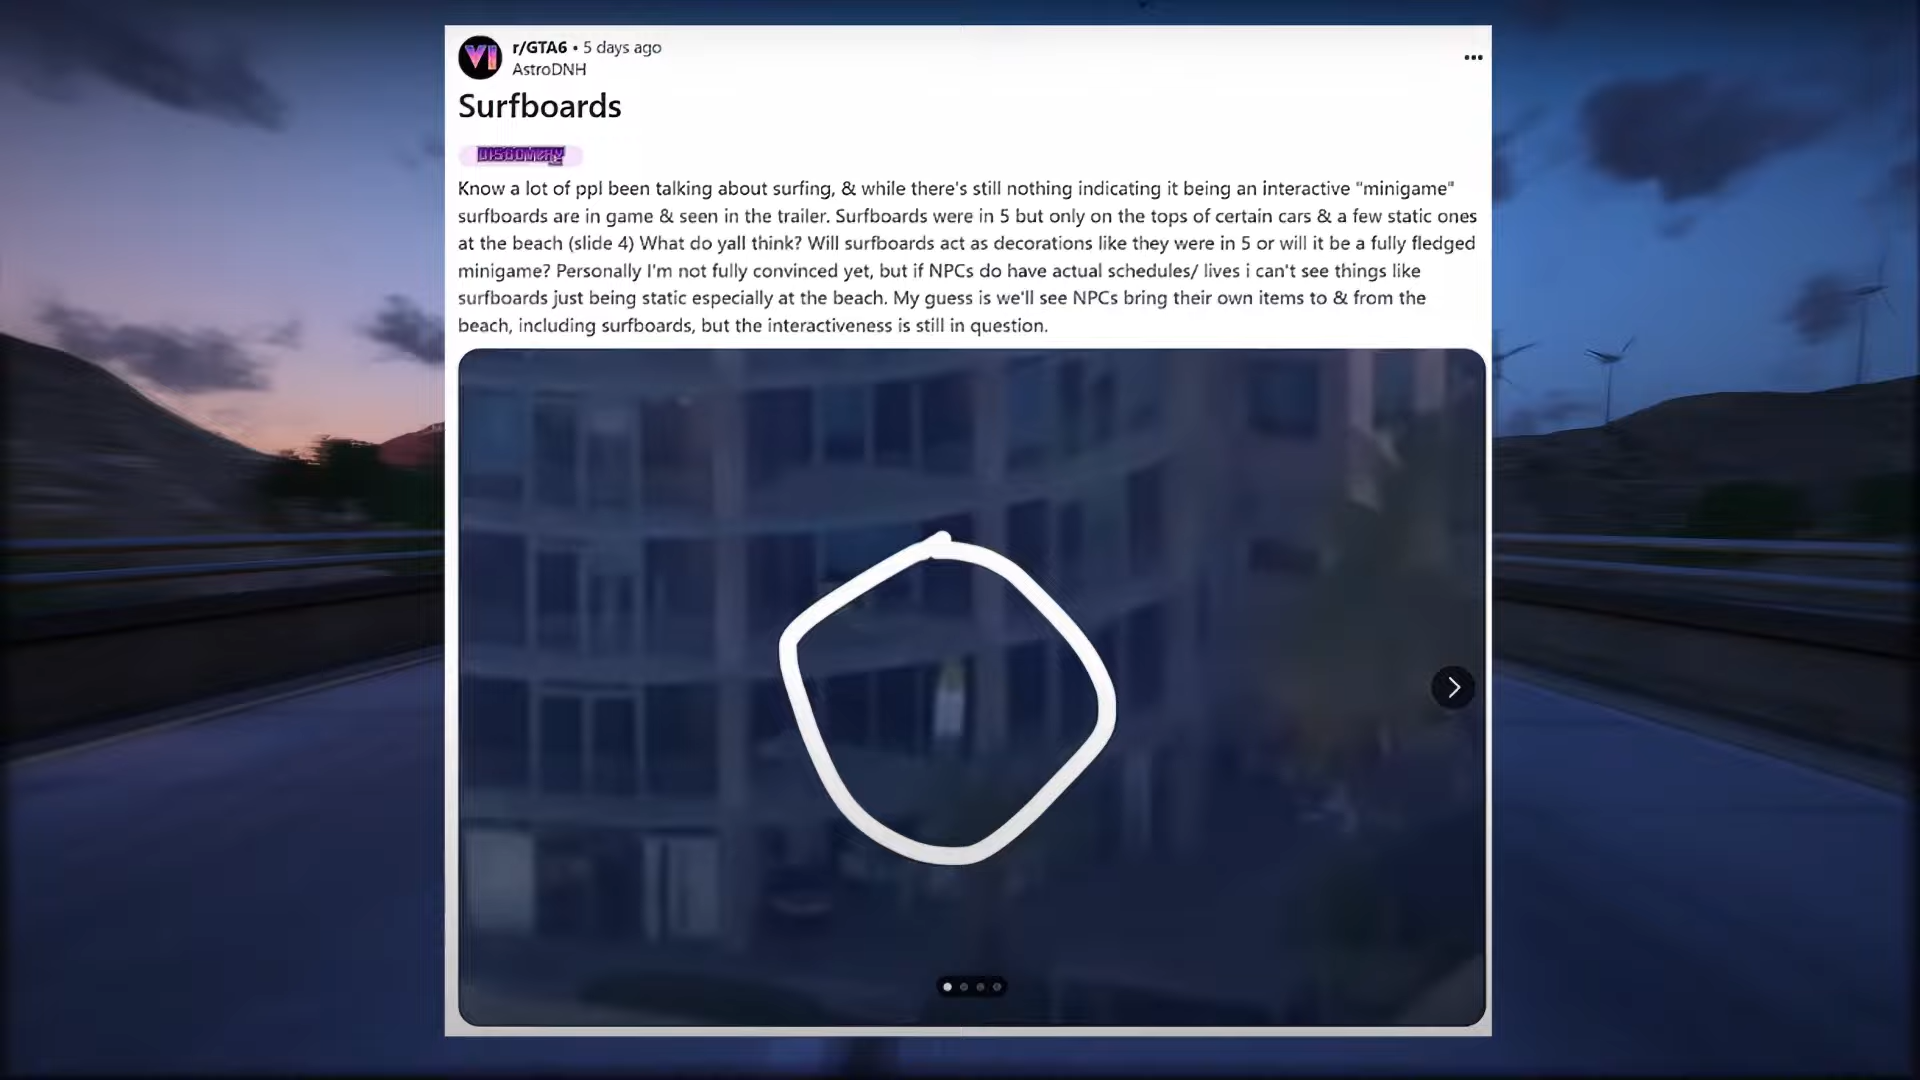 VI
r/GTA6 • 5 days ago
AstroDNH
Surfboards
DISCOVERY
Know a lot of ppl been talking about surfing, & while there's still nothing indicating it being an interactive "minigame"
surfboards are in game & seen in the trailer. Surfboards were in 5 but only on the tops of certain cars & a few static ones
at the beach (slide 4) What do yall think? Will surfboards act as decorations like they were in 5 or will it be a fully fledged
minigame? Personally I'm not fully convinced yet, but if NPCs do have actual schedules/ lives i can't see things like
surfboards just being static especially at the beach. My guess is we'll see NPCs bring their own items to & from the
beach, including surfboards, but the interactiveness is still in question.